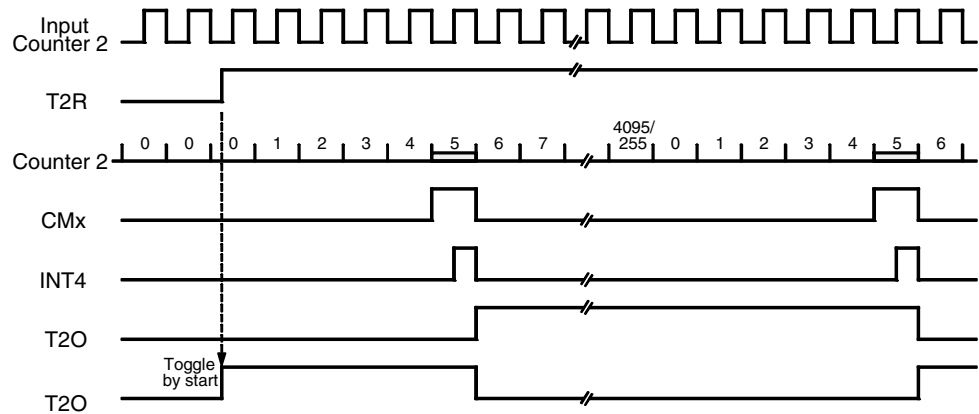 Input
Counter 2
T2R
4095/
Counter 2 0 0 0 1 2 3 4 5 6 7 255 0 1 2 3 4 5 6
CMx
INT4
T2O
Toggle
by start
T2O